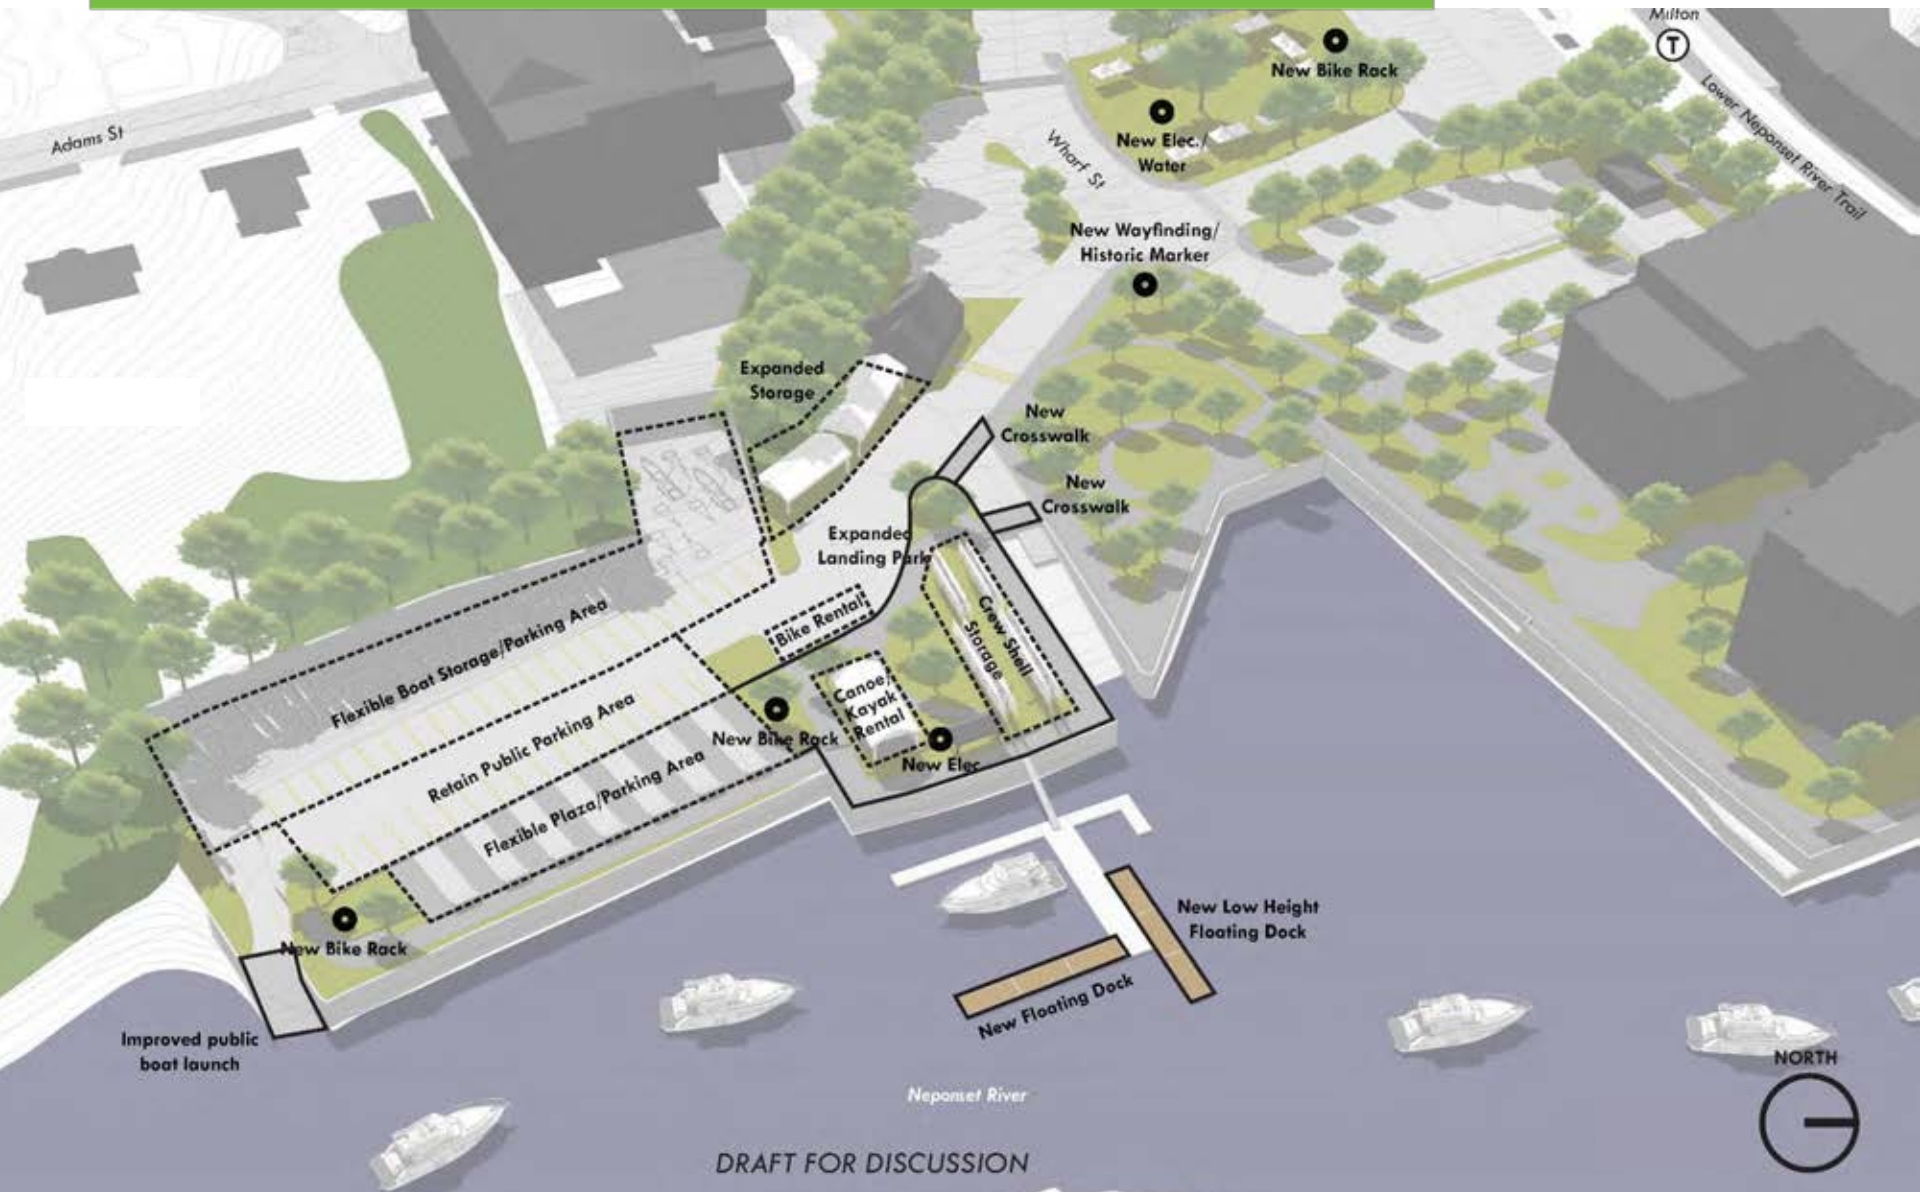 Milton
T
New Bike Rack
Lower Neponset River Trail
Adams St
New Elec./
Water
Wharf St
New Wayfinding/
Historic Marker
Expanded
Storage
New
Crosswalk
New
Crosswalk
Expanded
Landing Park
Bike Rental
Crew Shell
Storage
Flexible Boat Storage/Parking Area
Canoe/
Kayak
Rental
Retain Public Parking Area
New Bike Rack
New Elec
Flexible Plaza/Parking Area
New Low Height
Floating Dock
New Bike Rack
New Floating Dock
Improved public
boat launch
NORTH
Neponset River
DRAFT FOR DISCUSSION